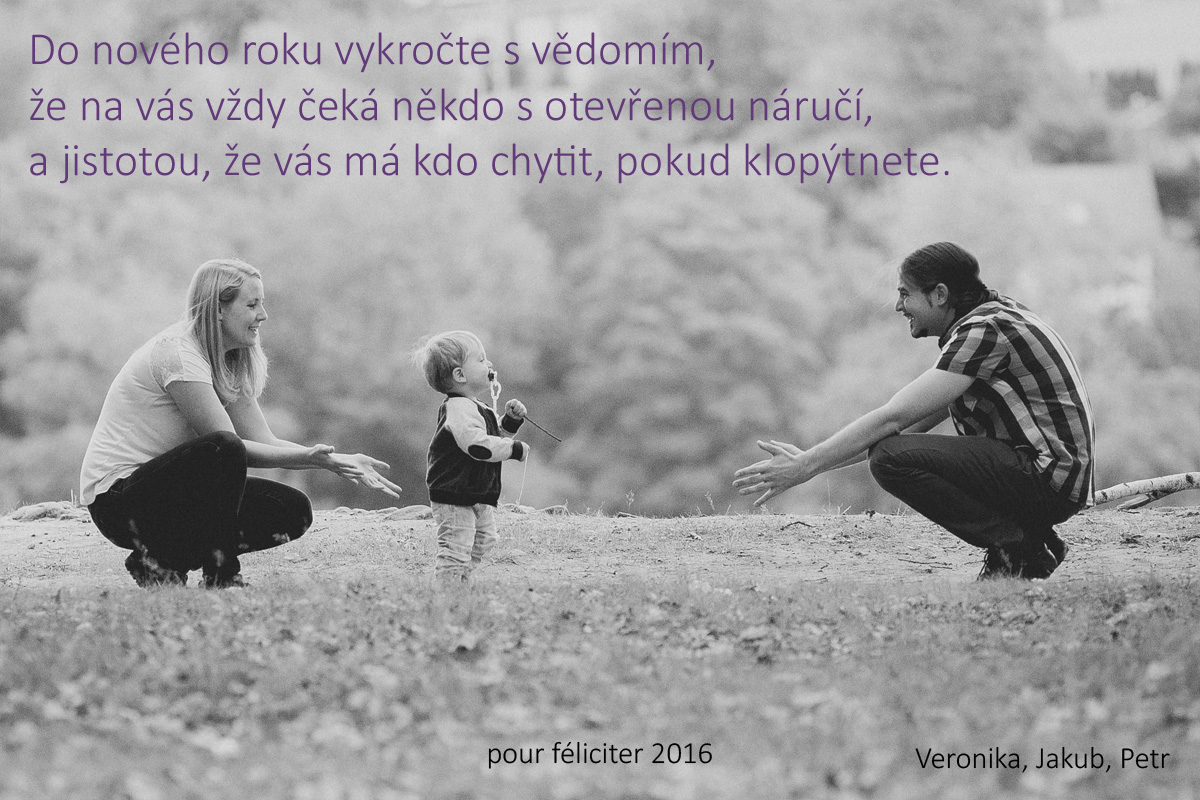 Do nového roku vykročte s vědomím,
že na vás vždy čeká někdo s otevřenou náručí,
a jistotou, že vás má kdo chytit, pokud klopýtnete.
pour féliciter 2016
Veronika, Jakub, Petr